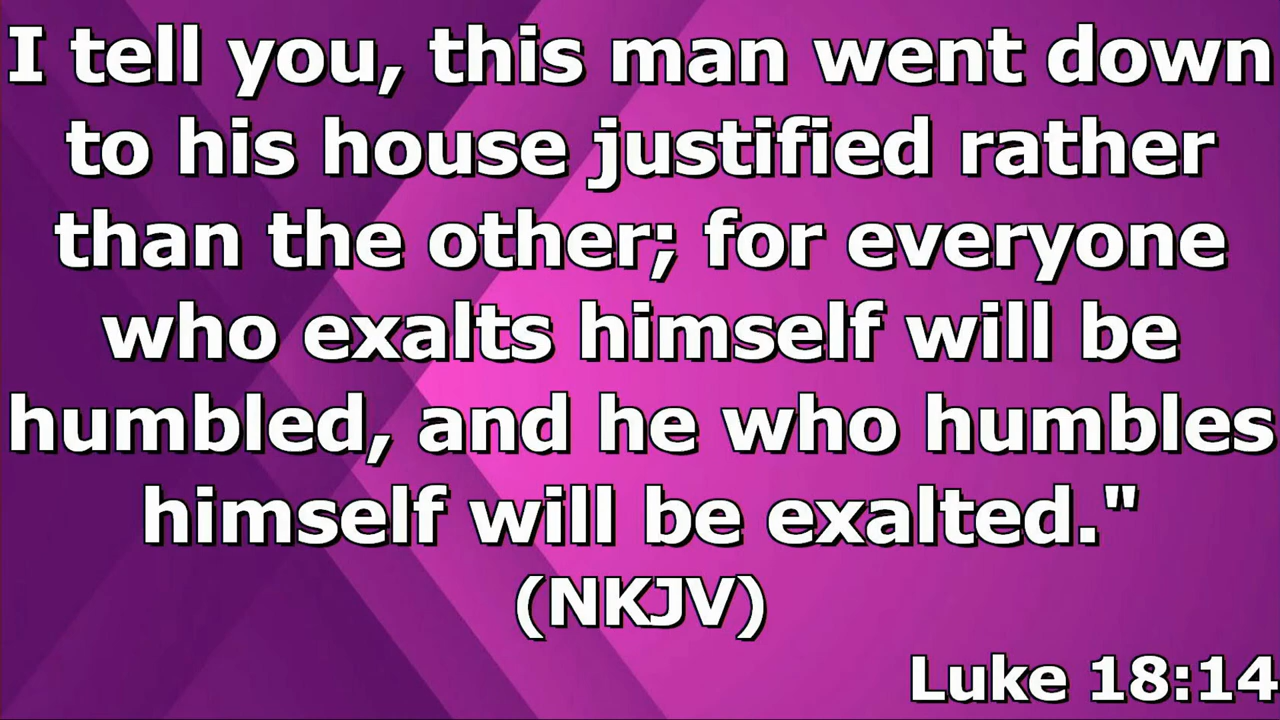 I tell you, this man went down
to his house justified rather
than the other; for everyone
who exalts himself will be
humbled, and he who humbles
himself will be exalted."
(NKJV)
Luke 18:14